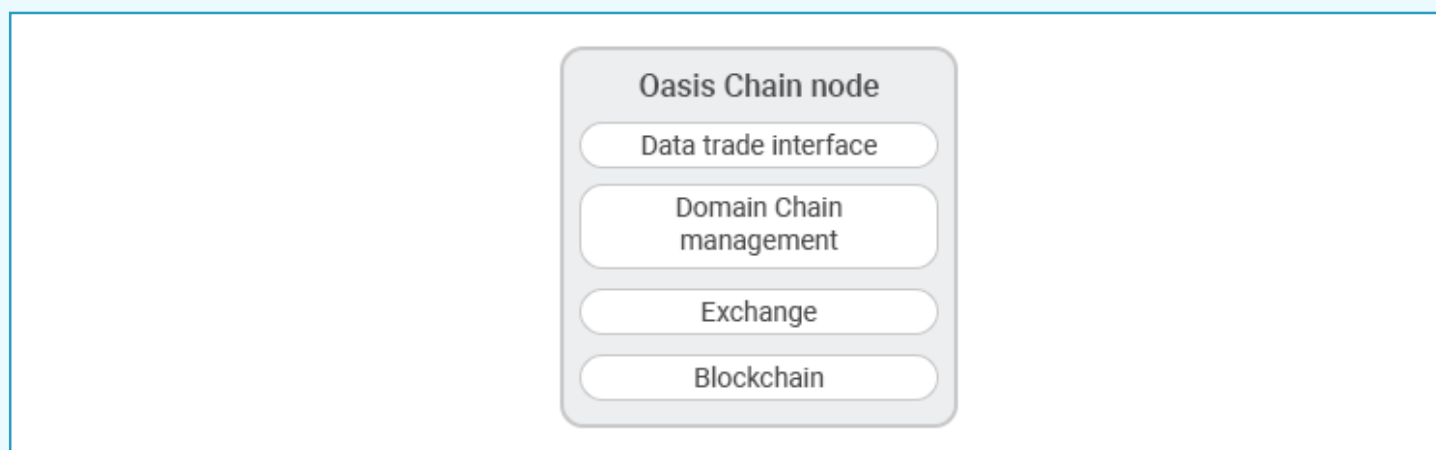 Oasis Chain node
Data trade interface
Domain Chain
management
Exchange
Blockchain